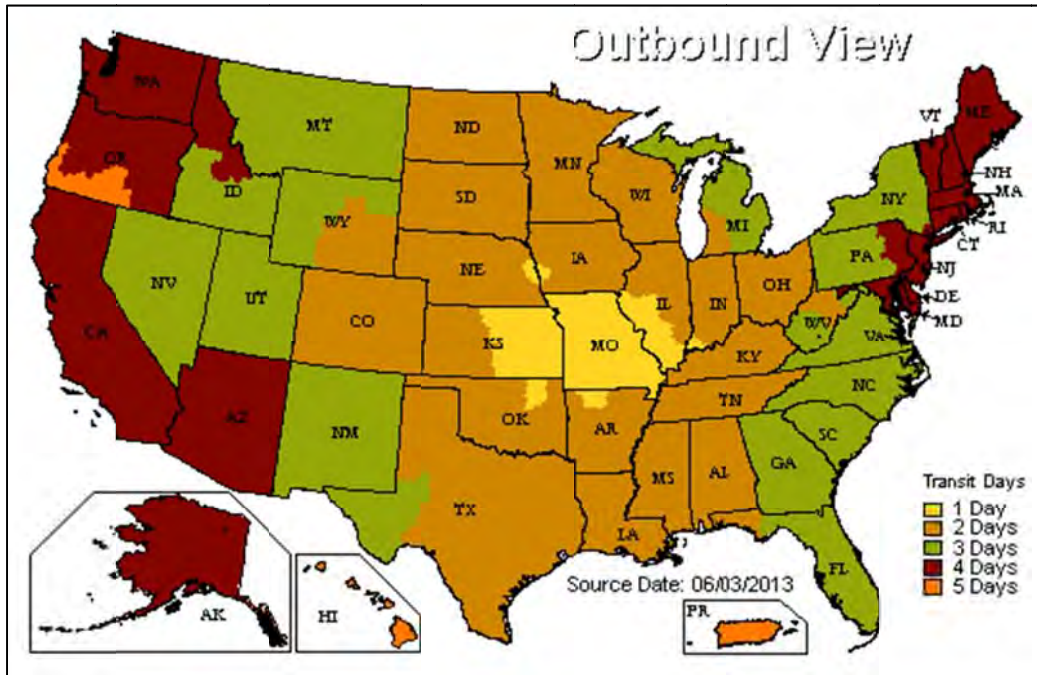 Outbound View
WA
MT
ND
MN
VT
ME
OR
ID
WY
SD
WI
MI
NY
NH
MA
RI
CT
NV
UT
CO
NE
IA
IL
IN
OH
PA
NJ
DE
MD
CA
KS
MO
KY
WV
VA
AZ
NM
OK
AR
TN
NC
SC
TX
LA
MS
AL
GA
FL
Transit Days
1 Day
2 Days
3 Days
4 Days
5 Days
Source Date: 06/03/2013
AK
HI
PR